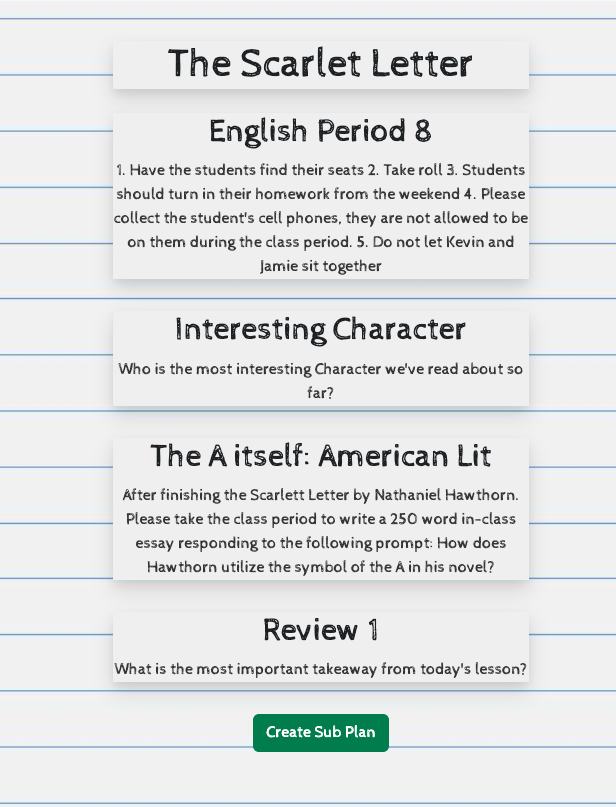 The Scarlet Letter
English Period 8
1. Have the students find their seats 2. Take roll 3. Students
should turn in their homework from the weekend 4. Please
collect the student's cell phones, they are not allowed to be
on them during the class period. 5. Do not let Kevin and
Jamie sit together
Interesting Character
Who is the most interesting Character we've read about so
far?
The A itself: American Lit
After finishing the Scarlett Letter by Nathaniel Hawthorn.
Please take the class period to write a 250 word in-class
essay responding to the following prompt: How does
Hawthorn utilize the symbol of the A in his novel?
Review 1
What is the most important takeaway from today's lesson?
Create Sub Plan